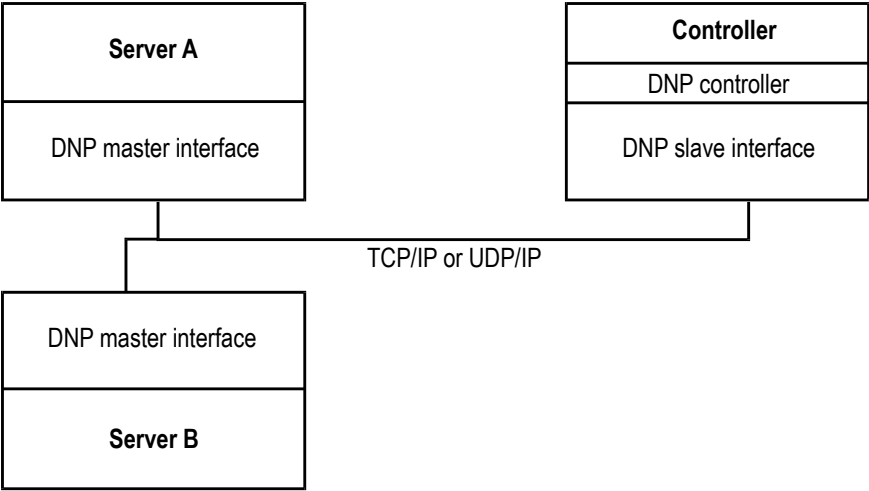 Server A
DNP master interface
Controller
DNP controller
DNP slave interface
TCP/IP or UDP/IP
DNP master interface
Server B